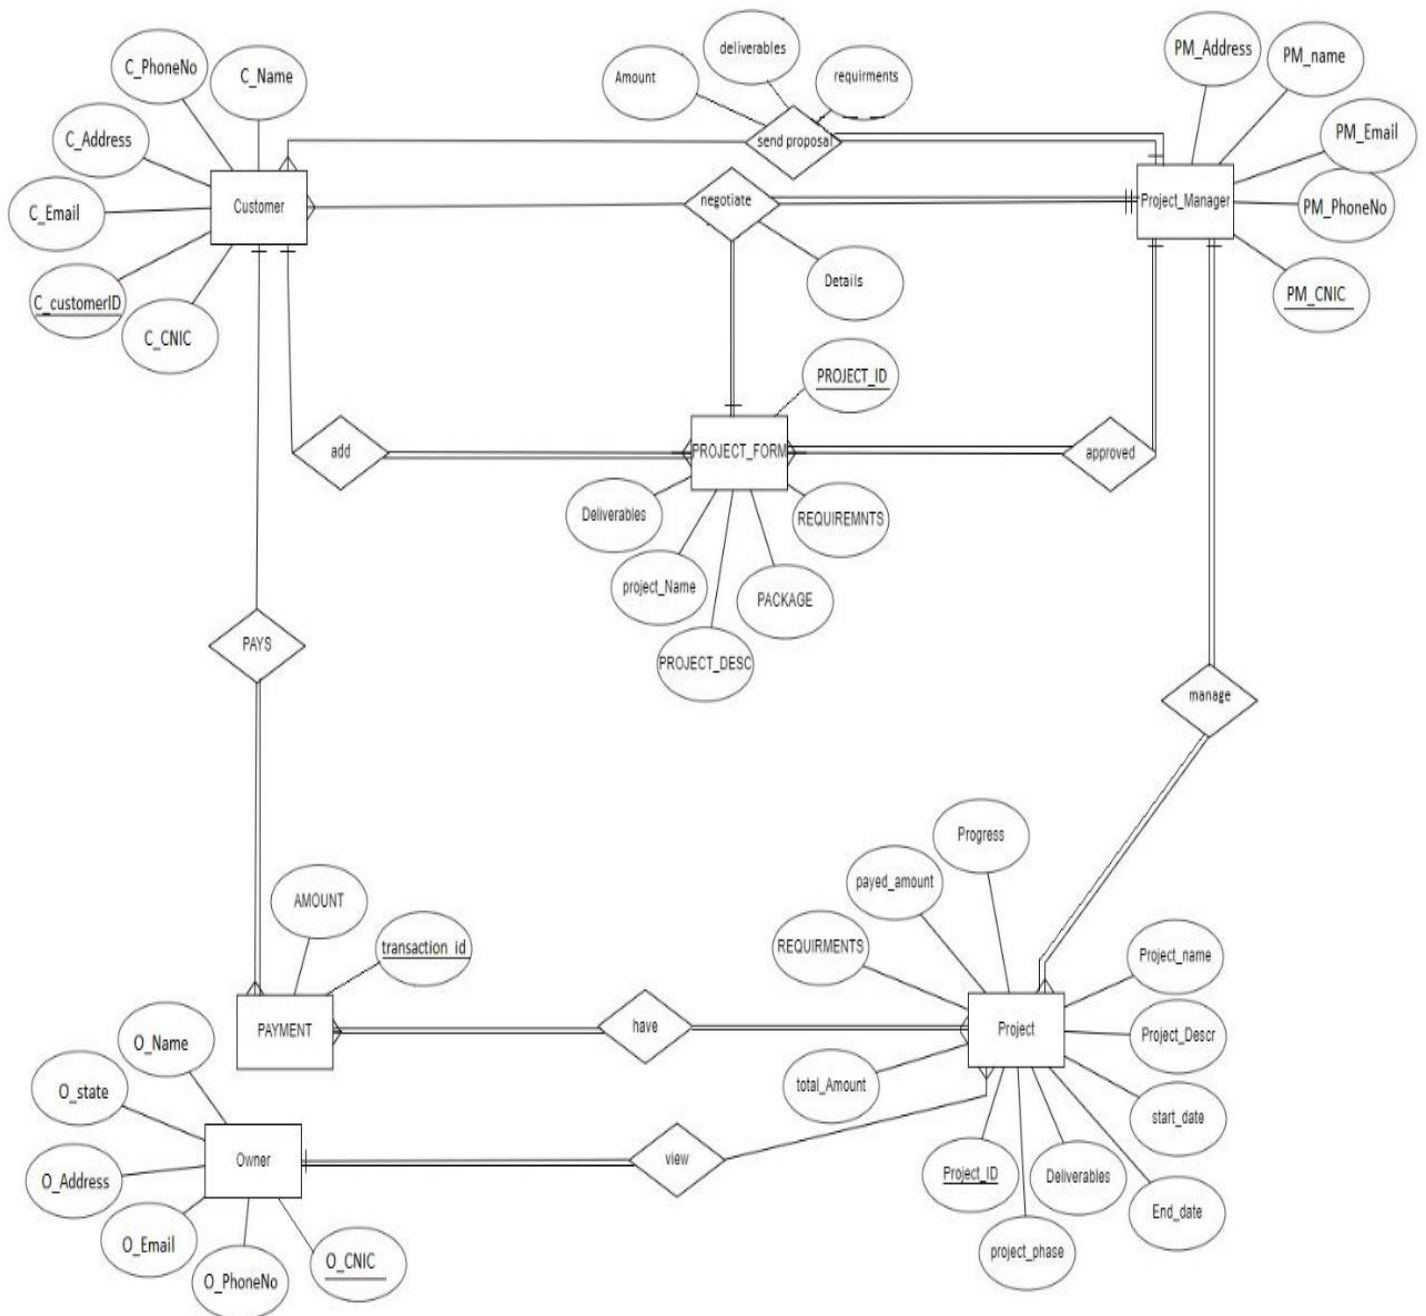 deliverables
PM_Address
PM_name
C_PhoneNo
C_Name
Amount
requirments
C_Address
send proposal
PM_Email
C_Email
Customer
negotiate
Project_Manager
PM_PhoneNo
C_customerID
Details
PM_CNIC
C_CNIC
PROJECT_ID
add
PROJECT_FORM
approved
Deliverables
REQUIREMNTS
project_Name
PACKAGE
PROJECT_DESC
PAYS
manage
Progress
payed_amount
AMOUNT
transaction_id
REQUIRMENTS
Project_name
PAYMENT
have
Project
Project_Descr
O_Name
total_Amount
O_state
start_date
Owner
view
O_Address
Project_ID
Deliverables
End_date
O_Email
project_phase
O_PhoneNo
O_CNIC